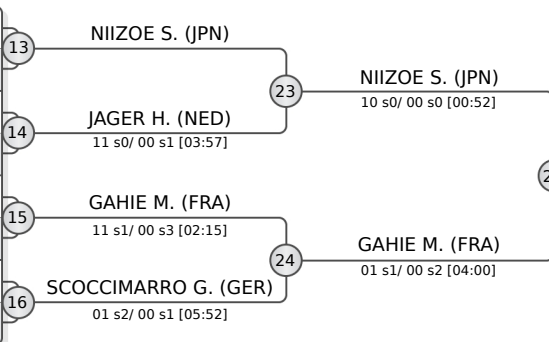 13
NIIZOE S. (JPN)
23
NIIZOE S. (JPN)
10 s0/ 00 s0 [00:52]
14
JAGER H. (NED)
11 s0/ 00 s1 [03:57]
15
GAHIE M. (FRA)
11 s1/ 00 s3 [02:15]
24
GAHIE M. (FRA)
01 s1/ 00 s2 [04:00]
16
SCOCCIMARRO G. (GER)
01 s2/ 00 s1 [05:52]